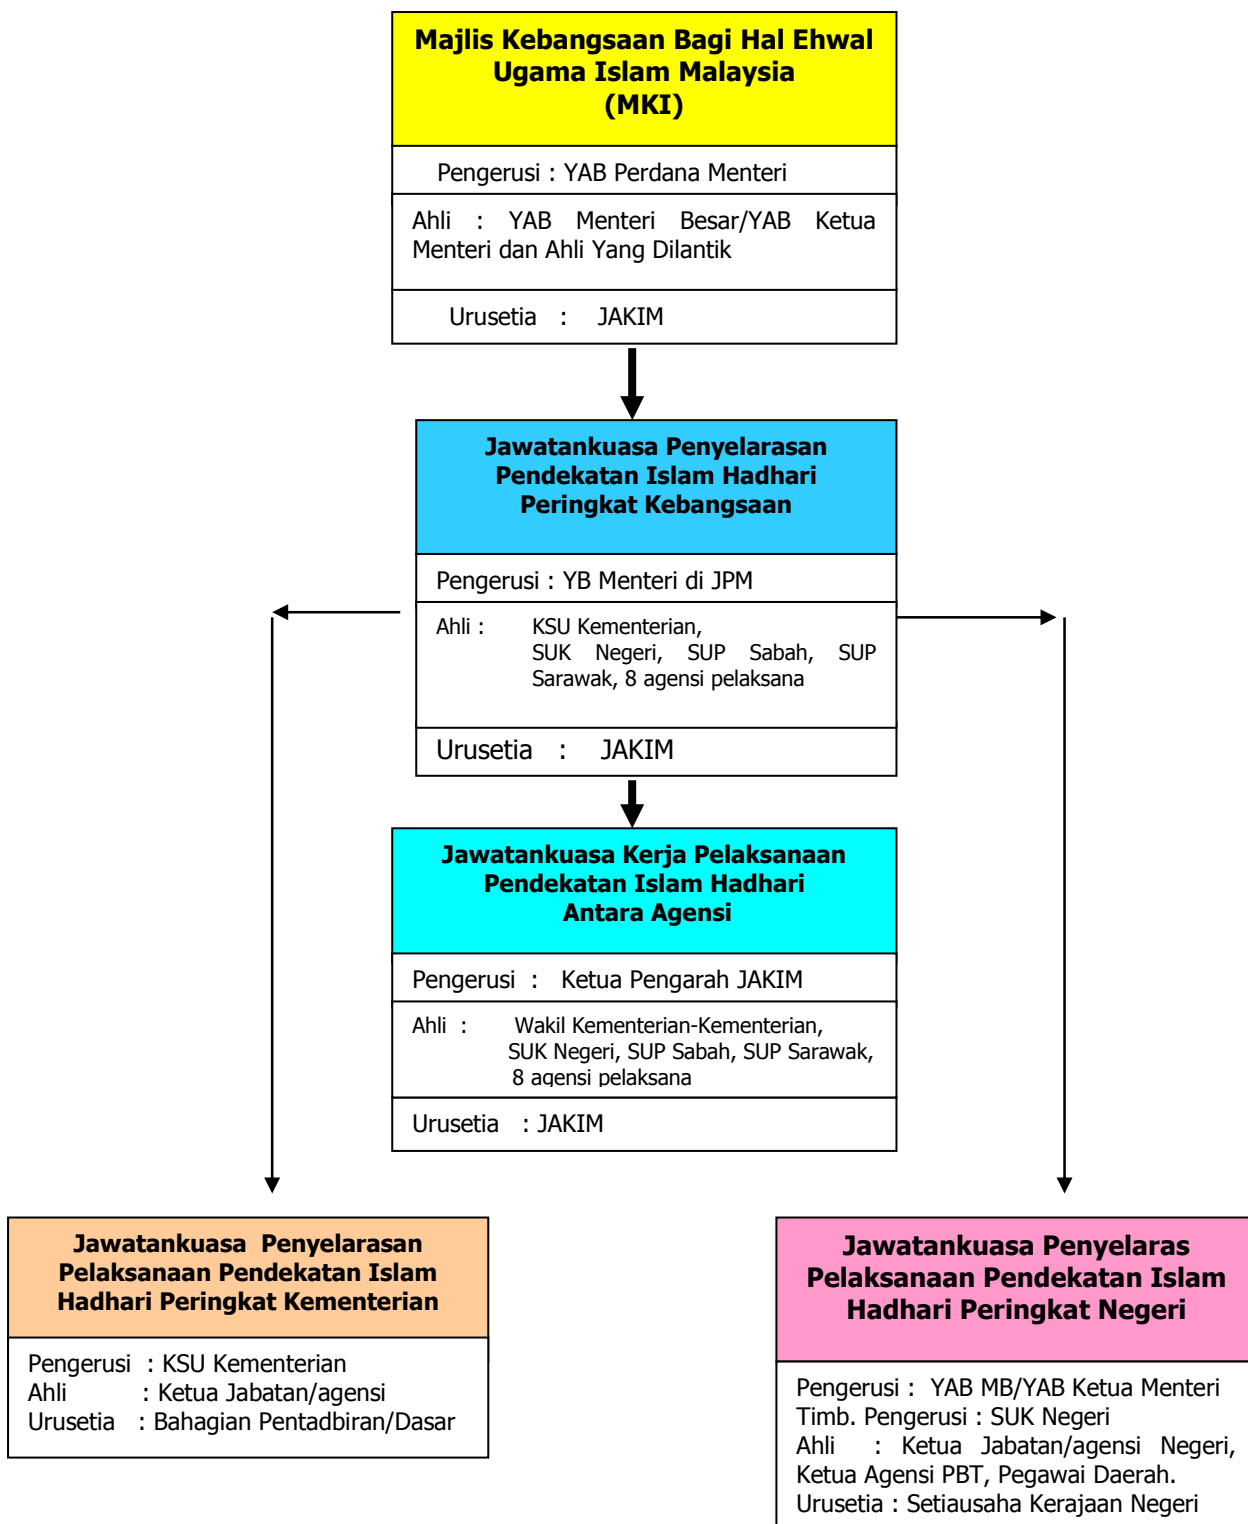 Majlis Kebangsaan Bagi Hal Ehwal
Ugama Islam Malaysia
(MKI)
Pengerusi : YAB Perdana Menteri
Ahli : YAB Menteri Besar/YAB Ketua
Menteri dan Ahli Yang Dilantik
Urusetia : JAKIM
Jawatankuasa Penyelarasan
Pendekatan Islam Hadhari
Peringkat Kebangsaan
Pengerusi : YB Menteri di JPM
Ahli : KSU Kementerian,
SUK Negeri, SUP Sabah, SUP
Sarawak, 8 agensi pelaksana
Urusetia : JAKIM
Jawatankuasa Kerja Pelaksanaan
Pendekatan Islam Hadhari
Antara Agensi
Pengerusi : Ketua Pengarah JAKIM
Ahli : Wakil Kementerian-Kementerian,
SUK Negeri, SUP Sabah, SUP Sarawak,
8 agensi pelaksana
Urusetia : JAKIM
Jawatankuasa Penyelarasan
Pelaksanaan Pendekatan Islam
Hadhari Peringkat Kementerian
Pengerusi : KSU Kementerian
Ahli : Ketua Jabatan/agensi
Urusetia : Bahagian Pentadbiran/Dasar
Jawatankuasa Penyelaras
Pelaksanaan Pendekatan Islam
Hadhari Peringkat Negeri
Pengerusi : YAB MB/YAB Ketua Menteri
Timb. Pengerusi : SUK Negeri
Ahli : Ketua Jabatan/agensi Negeri,
Ketua Agensi PBT, Pegawai Daerah.
Urusetia : Setiausaha Kerajaan Negeri